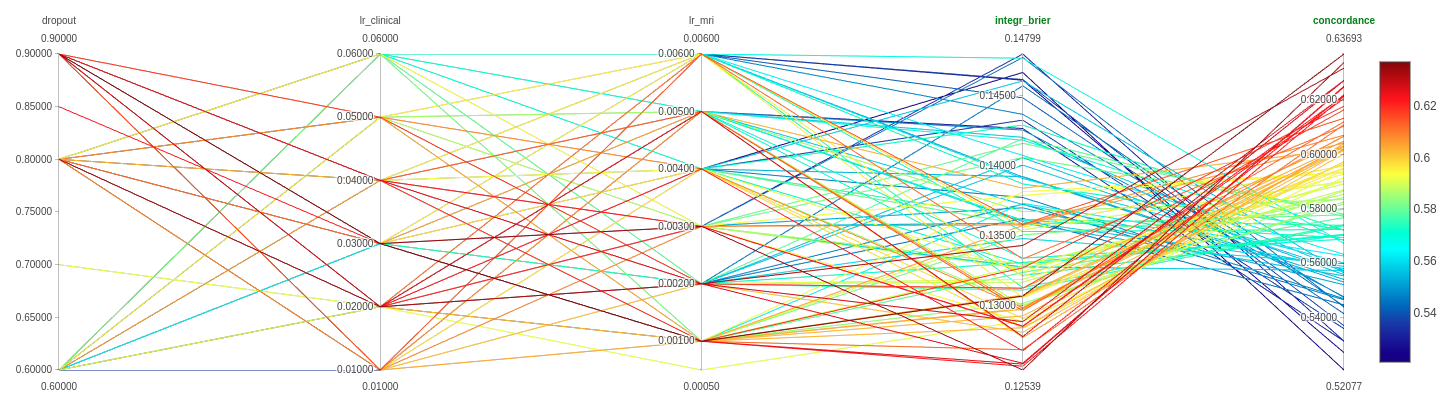 dropout lr_clinical lr_mri integr_brier concordance
0.90000 0.06000 0.00600 0.14799 0.63693
0.90000 0.06000 0.00600
0.14500 0.62000 0.62
0.85000 0.05000 0.00500
0.80000 0.04000 0.00400 0.14000 0.60000 0.6
0.75000 0.03000 0.00300 0.13500 0.58000 0.58
0.70000 0.56000 0.56
0.65000 0.02000 0.00200 0.13000 0.54000 0.54
0.60000 0.01000 0.00100
0.60000 0.01000 0.00050 0.12539 0.52077